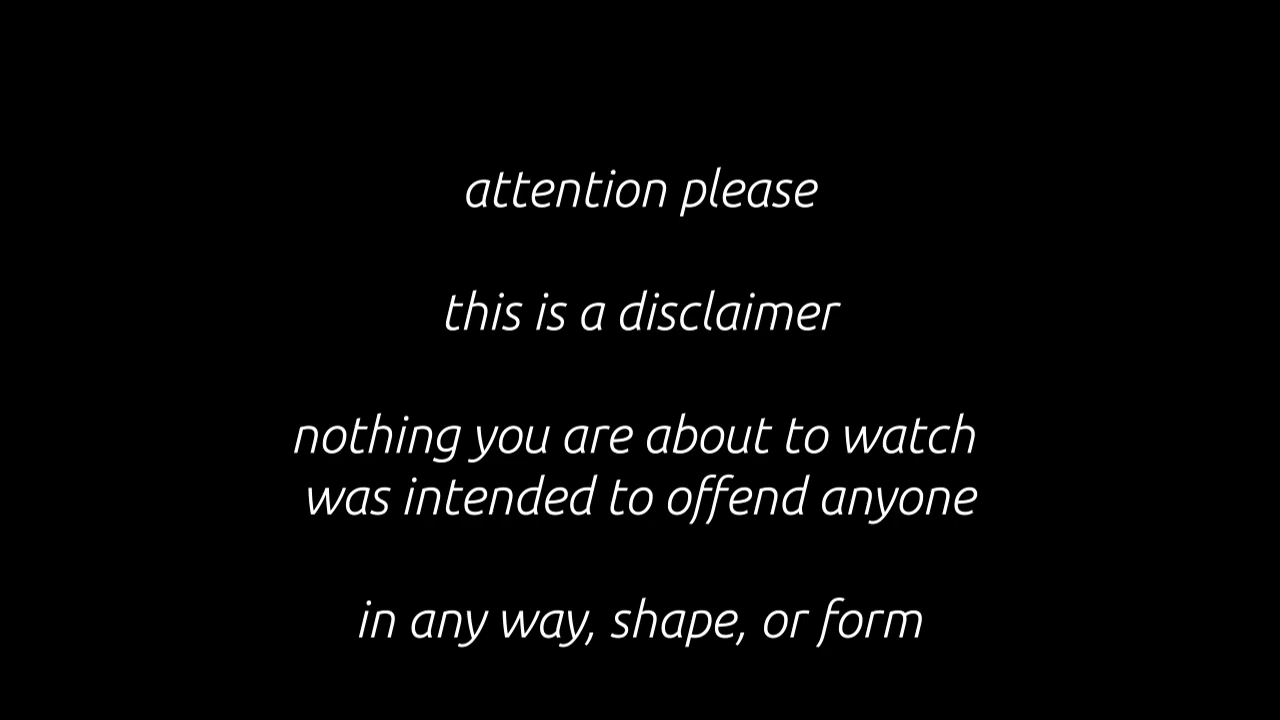 attention please
this is a disclaimer
nothing you are about to watch
was intended to offend anyone
in any way, shape, or form